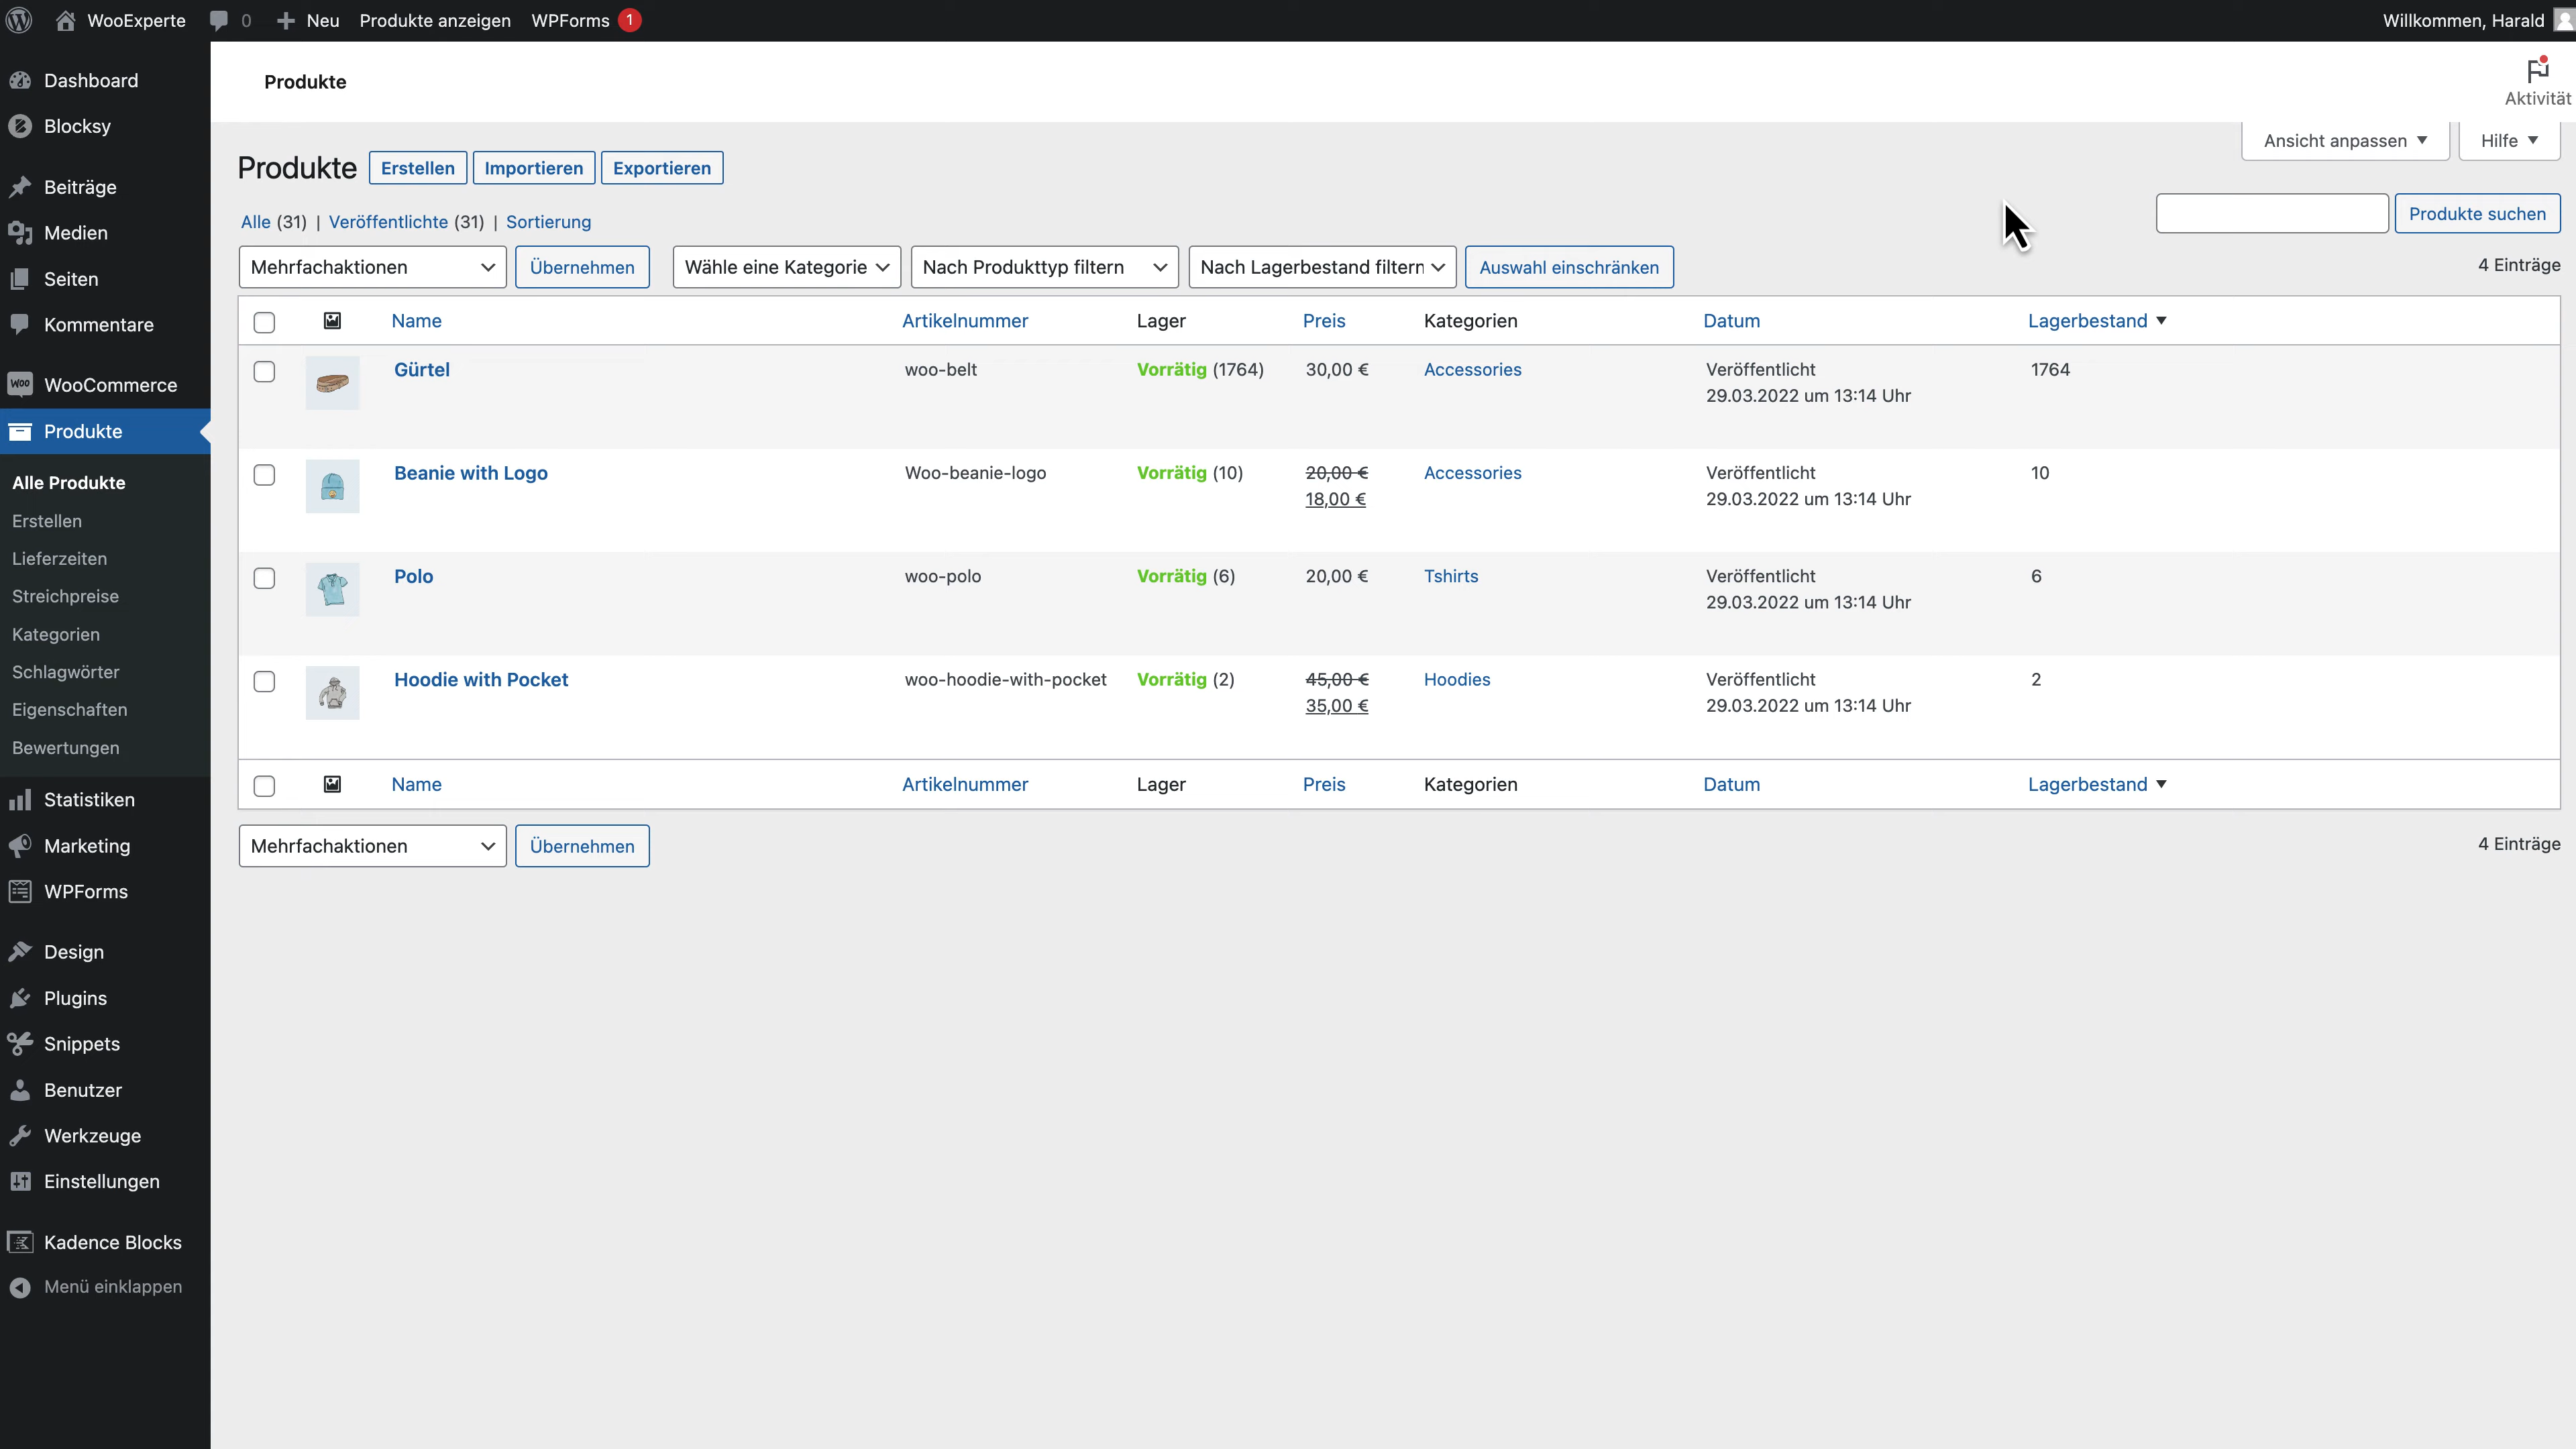 WooExperte 0 Neu Produkte anzeigen WPForms 1 Willkommen, Harald
Dashboard
Blocksy
Beiträge
Medien
Seiten
Kommentare
Woo WooCommerce
Produkte
Alle Produkte
Erstellen
Lieferzeiten
Streichpreise
Kategorien
Schlagwörter
Eigenschaften
Bewertungen
Statistiken
Marketing
WPForms
Design
Plugins
Snippets
Benutzer
Werkzeuge
Einstellungen
Kadence Blocks
Menü einklappen
Produkte
Aktivität
Ansicht anpassen Hilfe
Produkte Erstellen Importieren Exportieren
Produkte suchen
Alle (31) | Veröffentlichte (31) | Sortierung
Mehrfachaktionen Übernehmen Wähle eine Kategorie Nach Produkttyp filtern Nach Lagerbestand filtern Auswahl einschränken 4 Einträge
Name Artikelnummer Lager Preis Kategorien Datum Lagerbestand
Gürtel woo-belt Vorrätig (1764) 30,00 € Accessories Veröffentlicht 1764
29.03.2022 um 13:14 Uhr
Beanie with Logo Woo-beanie-logo Vorrätig (10) 20,00 € Accessories Veröffentlicht 10
18,00 € 29.03.2022 um 13:14 Uhr
Polo woo-polo Vorrätig (6) 20,00 € Tshirts Veröffentlicht 6
29.03.2022 um 13:14 Uhr
Hoodie with Pocket woo-hoodie-with-pocket Vorrätig (2) 45,00 € Hoodies Veröffentlicht 2
35,00 € 29.03.2022 um 13:14 Uhr
Name Artikelnummer Lager Preis Kategorien Datum Lagerbestand
Mehrfachaktionen Übernehmen 4 Einträge